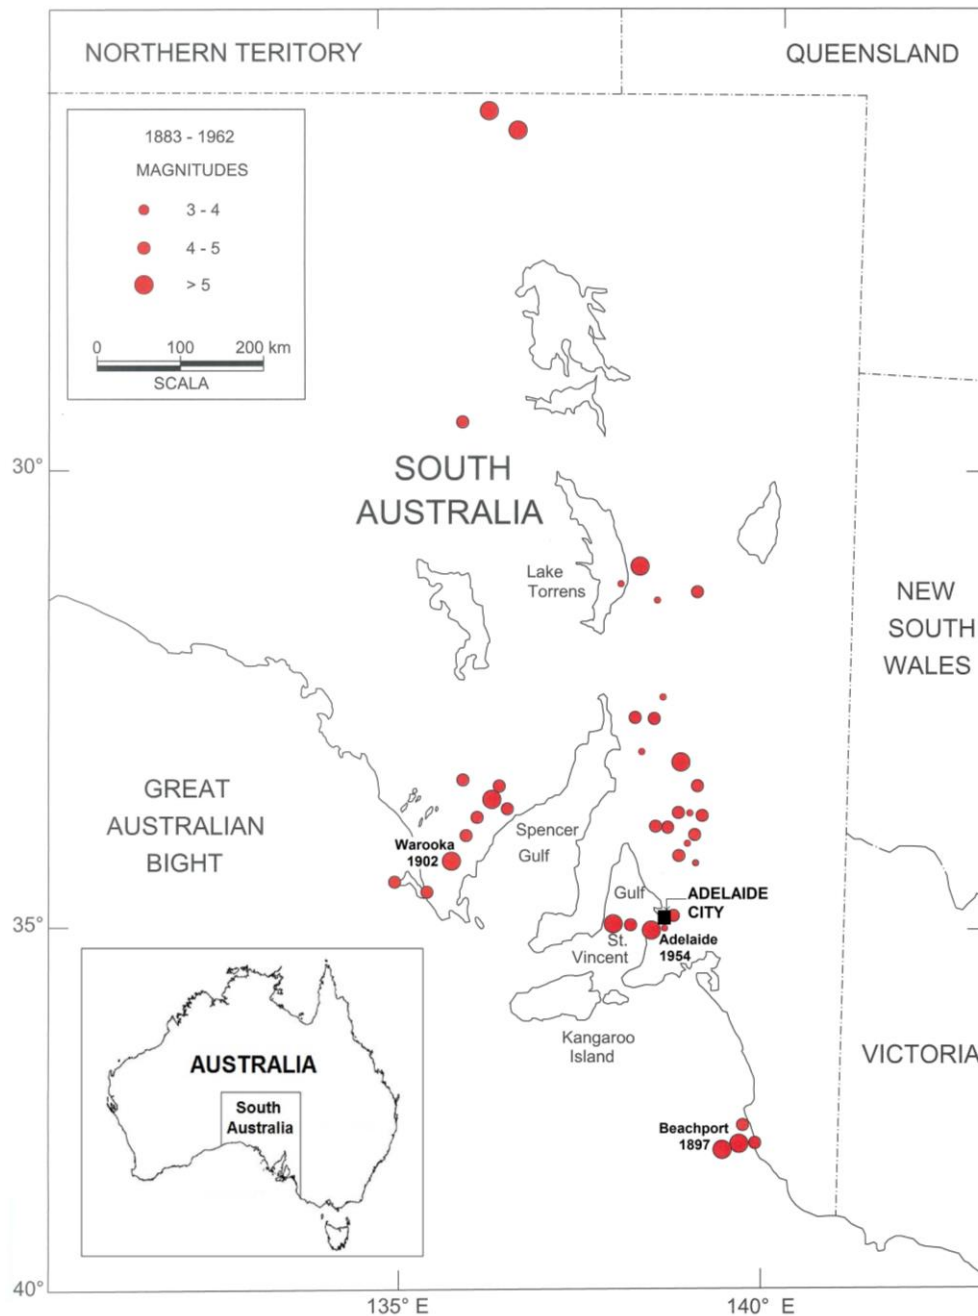 NORTHERN TERITORY
QUEENSLAND
1883 - 1962
MAGNITUDES
3 - 4
4 - 5
> 5
0 100 200 km
SCALA
30°
SOUTH
AUSTRALIA
Lake
Torrens
NEW
SOUTH
WALES
GREAT
AUSTRALIAN
BIGHT
Spencer
Gulf
Warooka
1902
Gulf
St.
Vincent
ADELAIDE
CITY
Adelaide
1954
35°
Kangaroo
Island
VICTORIA
AUSTRALIA
South
Australia
Beachport
1897
40°
135° E
140° E